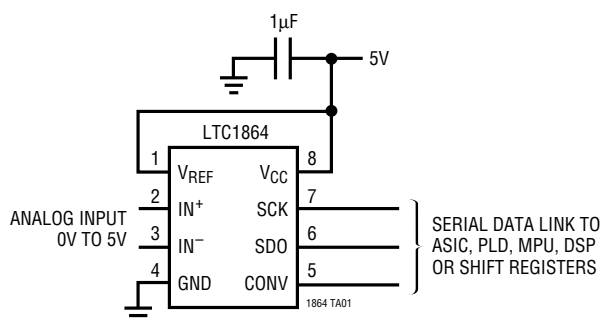 1µF
5V
LTC1864
1 VREF VCC 8
2 IN+ SCK 7
ANALOG INPUT
0V TO 5V
3 IN− SDO 6
4 GND CONV 5
SERIAL DATA LINK TO
ASIC, PLD, MPU, DSP
OR SHIFT REGISTERS
1864 TA01